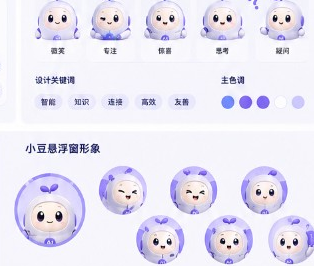 微笑 专注 惊喜 思考 疑问
设计关键词 主色调
智能 知识 连接 高效 友善
小豆悬浮窗形象
AI